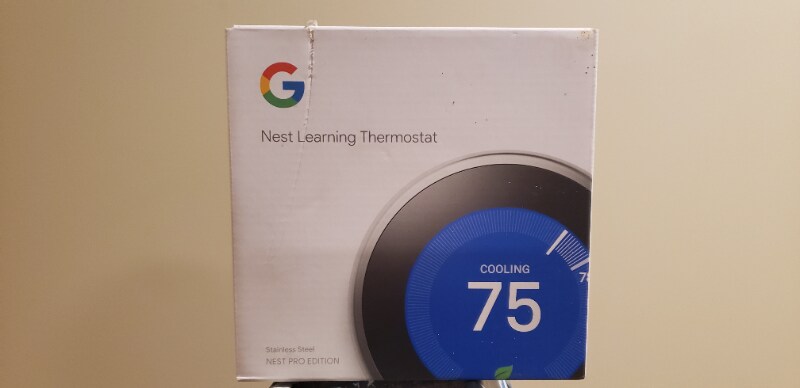 G
Nest Learning Thermostat
COOLING
75
Stainless Steel
NEST PRO EDITION